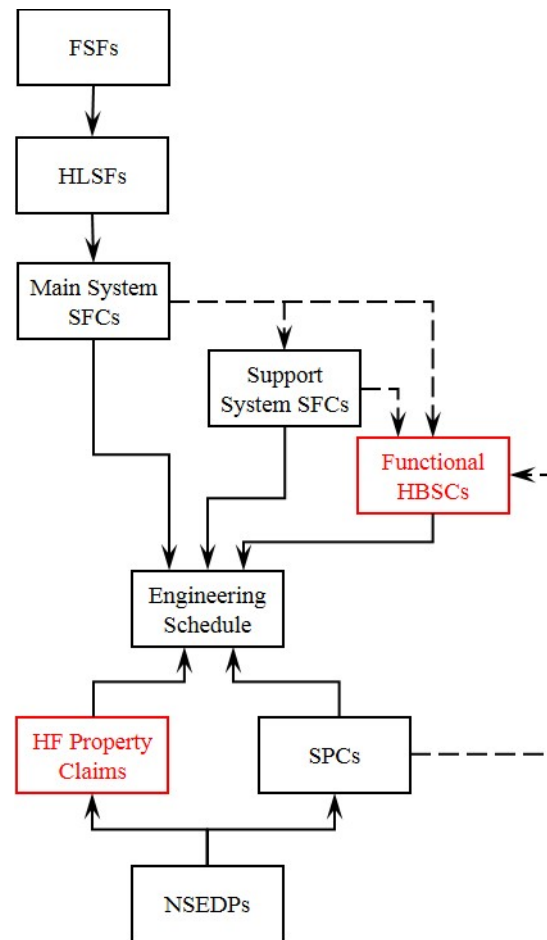 FSFs
HLSFs
Main System
SFCs
Support
System SFCs
Functional
HBSCs
Engineering
Schedule
HF Property
Claims
SPCs
NSEDPs